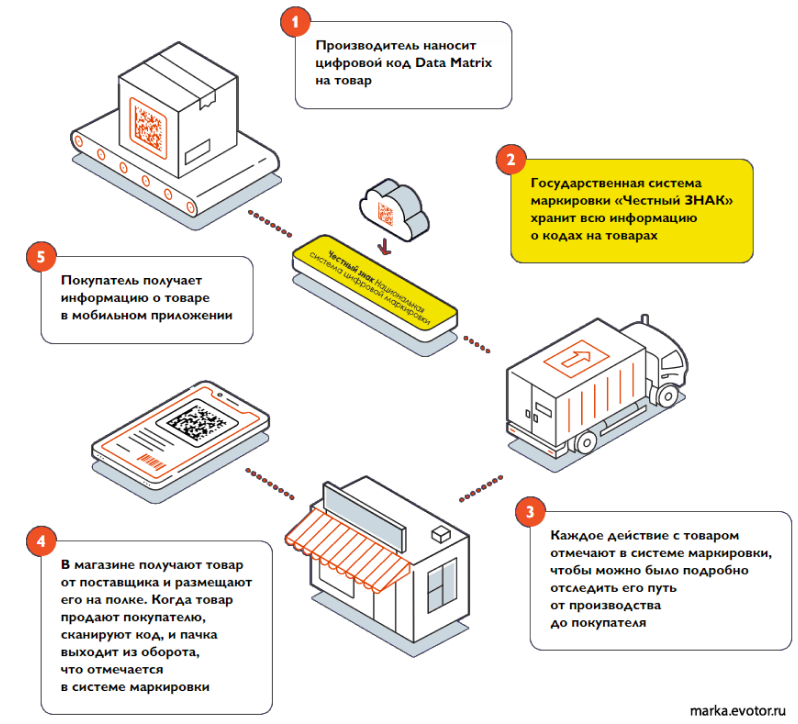 1
Производитель наносит
цифровой код Data Matrix
на товар
2
Государственная система
маркировки «Честный ЗНАК»
хранит всю информацию
о кодах на товарах
Честный знак Национальная
система цифровой маркировки
5
Покупатель получает
информацию о товаре
в мобильном приложении
3
Каждое действие с товаром
отмечают в системе маркировки,
чтобы можно было подробно
отследить его путь
от производства
до покупателя
4
В магазине получают товар
от поставщика и размещают
его на полке. Когда товар
продают покупателю,
сканируют код, и пачка
выходит из оборота,
что отмечается
в системе маркировки
marka.evotor.ru